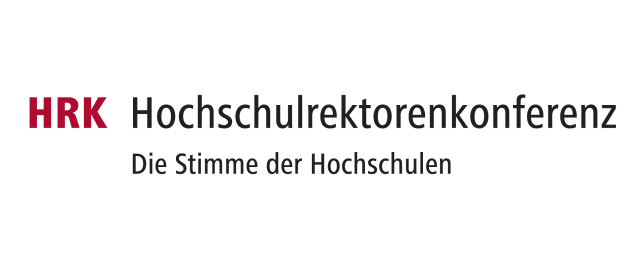 HRK Hochschulrektorenkonferenz
Die Stimme der Hochschulen